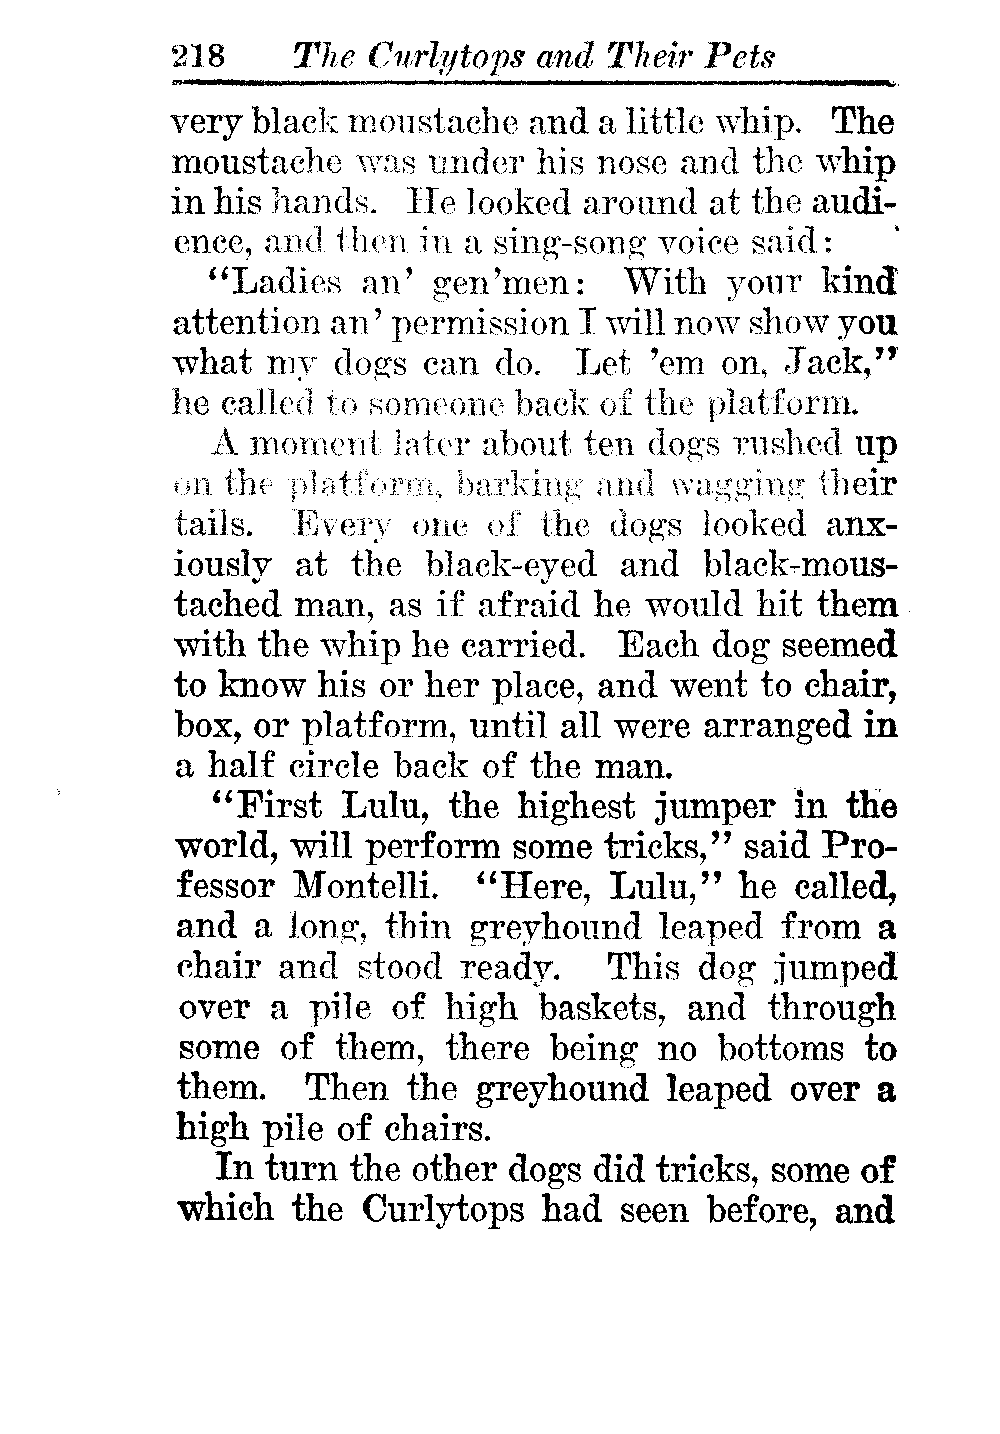 218 The Curlytops and Their Pets
very black moustache and a little whip. The
moustache was under his nose and the whip
in his hands. He looked around at the audi-
ence, and then in a sing-song voice said:
"Ladies an' gen'men: With your kind
attention an' permission I will now show you
what my dogs can do. Let 'em on, Jack,"
he called to someone back of the platform.
A moment later about ten dogs rushed up
on the platform, barking and wagging their
tails. Every one of the dogs looked anx-
iously at the black-eyed and black-mous-
tached man, as if afraid he would hit them
with the whip he carried. Each dog seemed
to know his or her place, and went to chair,
box, or platform, until all were arranged in
a half circle back of the man.
"First Lulu, the highest jumper in the
world, will perform some tricks," said Pro-
fessor Montelli. "Here, Lulu," he called,
and a long, thin greyhound leaped from a
chair and stood ready. This dog jumped
over a pile of high baskets, and through
some of them, there being no bottoms to
them. Then the greyhound leaped over a
high pile of chairs.
In turn the other dogs did tricks, some of
which the Curlytops had seen before, and